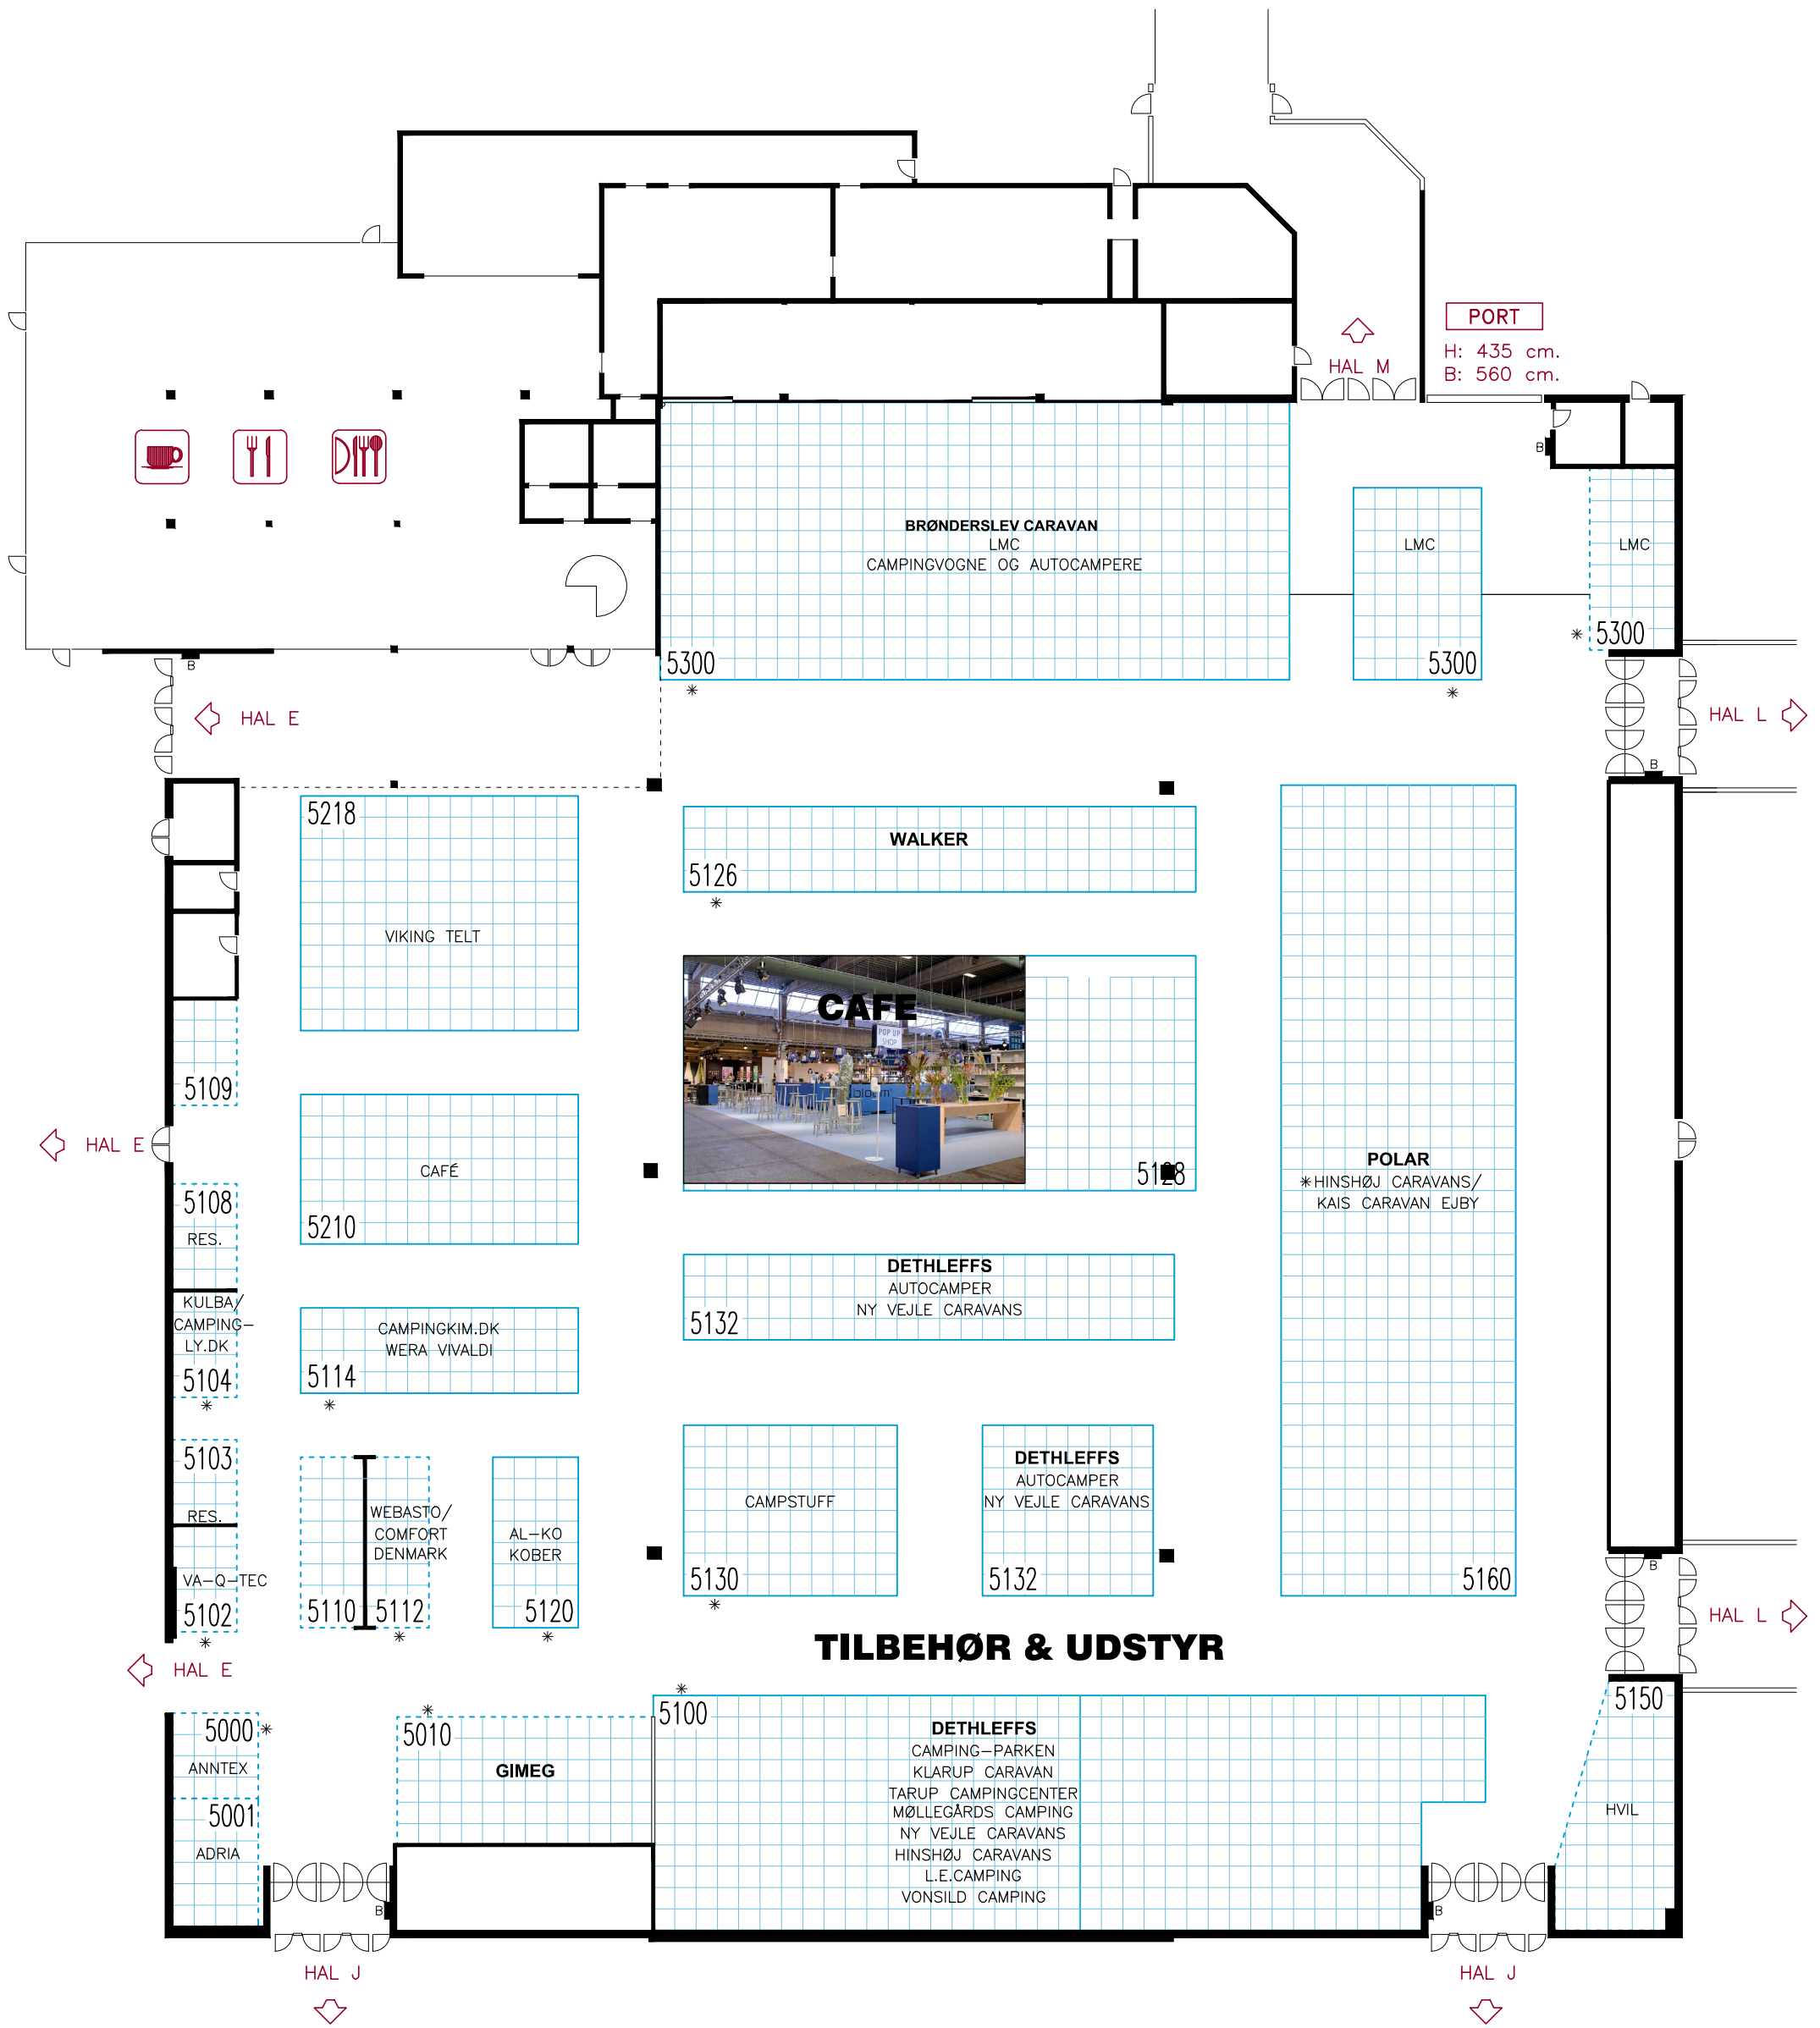 PORT
H: 435 cm.
B: 560 cm.
HAL M
B
BRØNDERSLEV CARAVAN
LMC
CAMPINGVOGNE OG AUTOCAMPERE
5300
*
LMC
5300
*
LMC
5300
*
B
HAL E
HAL L
B
5218
VIKING TELT
WALKER
5126
*
CAFE
POP UP
SHOP
bloom
5128
5109
HAL E
CAFÉ
5210
POLAR
*HINSHØJ CARAVANS/
KAIS CARAVAN EJBY
5160
5108
RES.
KULBA/
CAMPING-
LY.DK
5104
*
DETHLEFFS
AUTOCAMPER
NY VEJLE CARAVANS
5132
CAMPINGKIM.DK
WERA VIVALDI
5114
*
5103
RES.
VA-Q-TEC
5102
*
5110
WEBASTO/
COMFORT
DENMARK
5112
*
AL-KO
KOBER
5120
*
CAMPSTUFF
5130
*
DETHLEFFS
AUTOCAMPER
NY VEJLE CARAVANS
5132
B
HAL L
HAL E
TILBEHØR & UDSTYR
5000 *
ANNTEX
5001
ADRIA
*
5010
GIMEG
*
5100
DETHLEFFS
CAMPING-PARKEN
KLARUP CARAVAN
TARUP CAMPINGCENTER
MØLLEGÅRDS CAMPING
NY VEJLE CARAVANS
HINSHØJ CARAVANS
L.E.CAMPING
VONSILD CAMPING
5150
HVIL
B
B
HAL J
HAL J